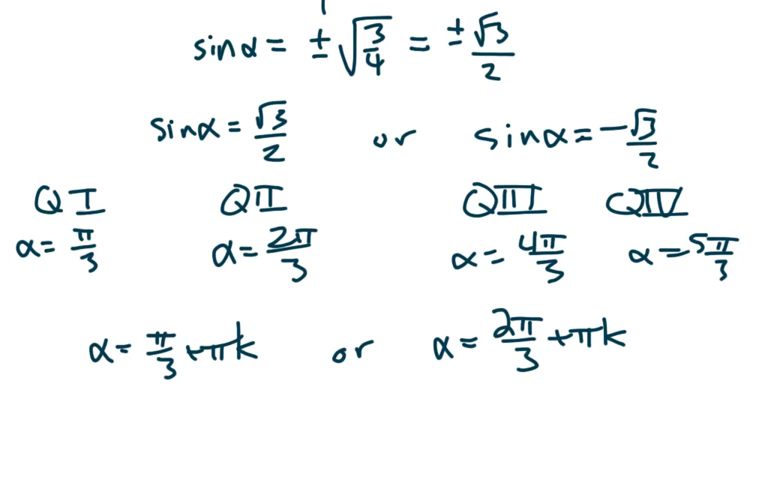 sinα = ±√(3/4) = ±√3/2
sinα = √3/2 or sinα = -√3/2
QI QII QIII QIV
α = π/3 α = 2π/3 α = 4π/3 α = 5π/3
α = π/3 + πk or α = 2π/3 + πk